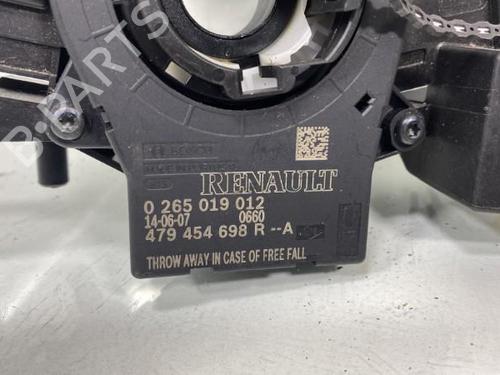 B-PARTS
BOSCH
RENAULT
0 265 019 012
14-06-07 0660
479 454 698 R --A
THROW AWAY IN CASE OF FREE FALL